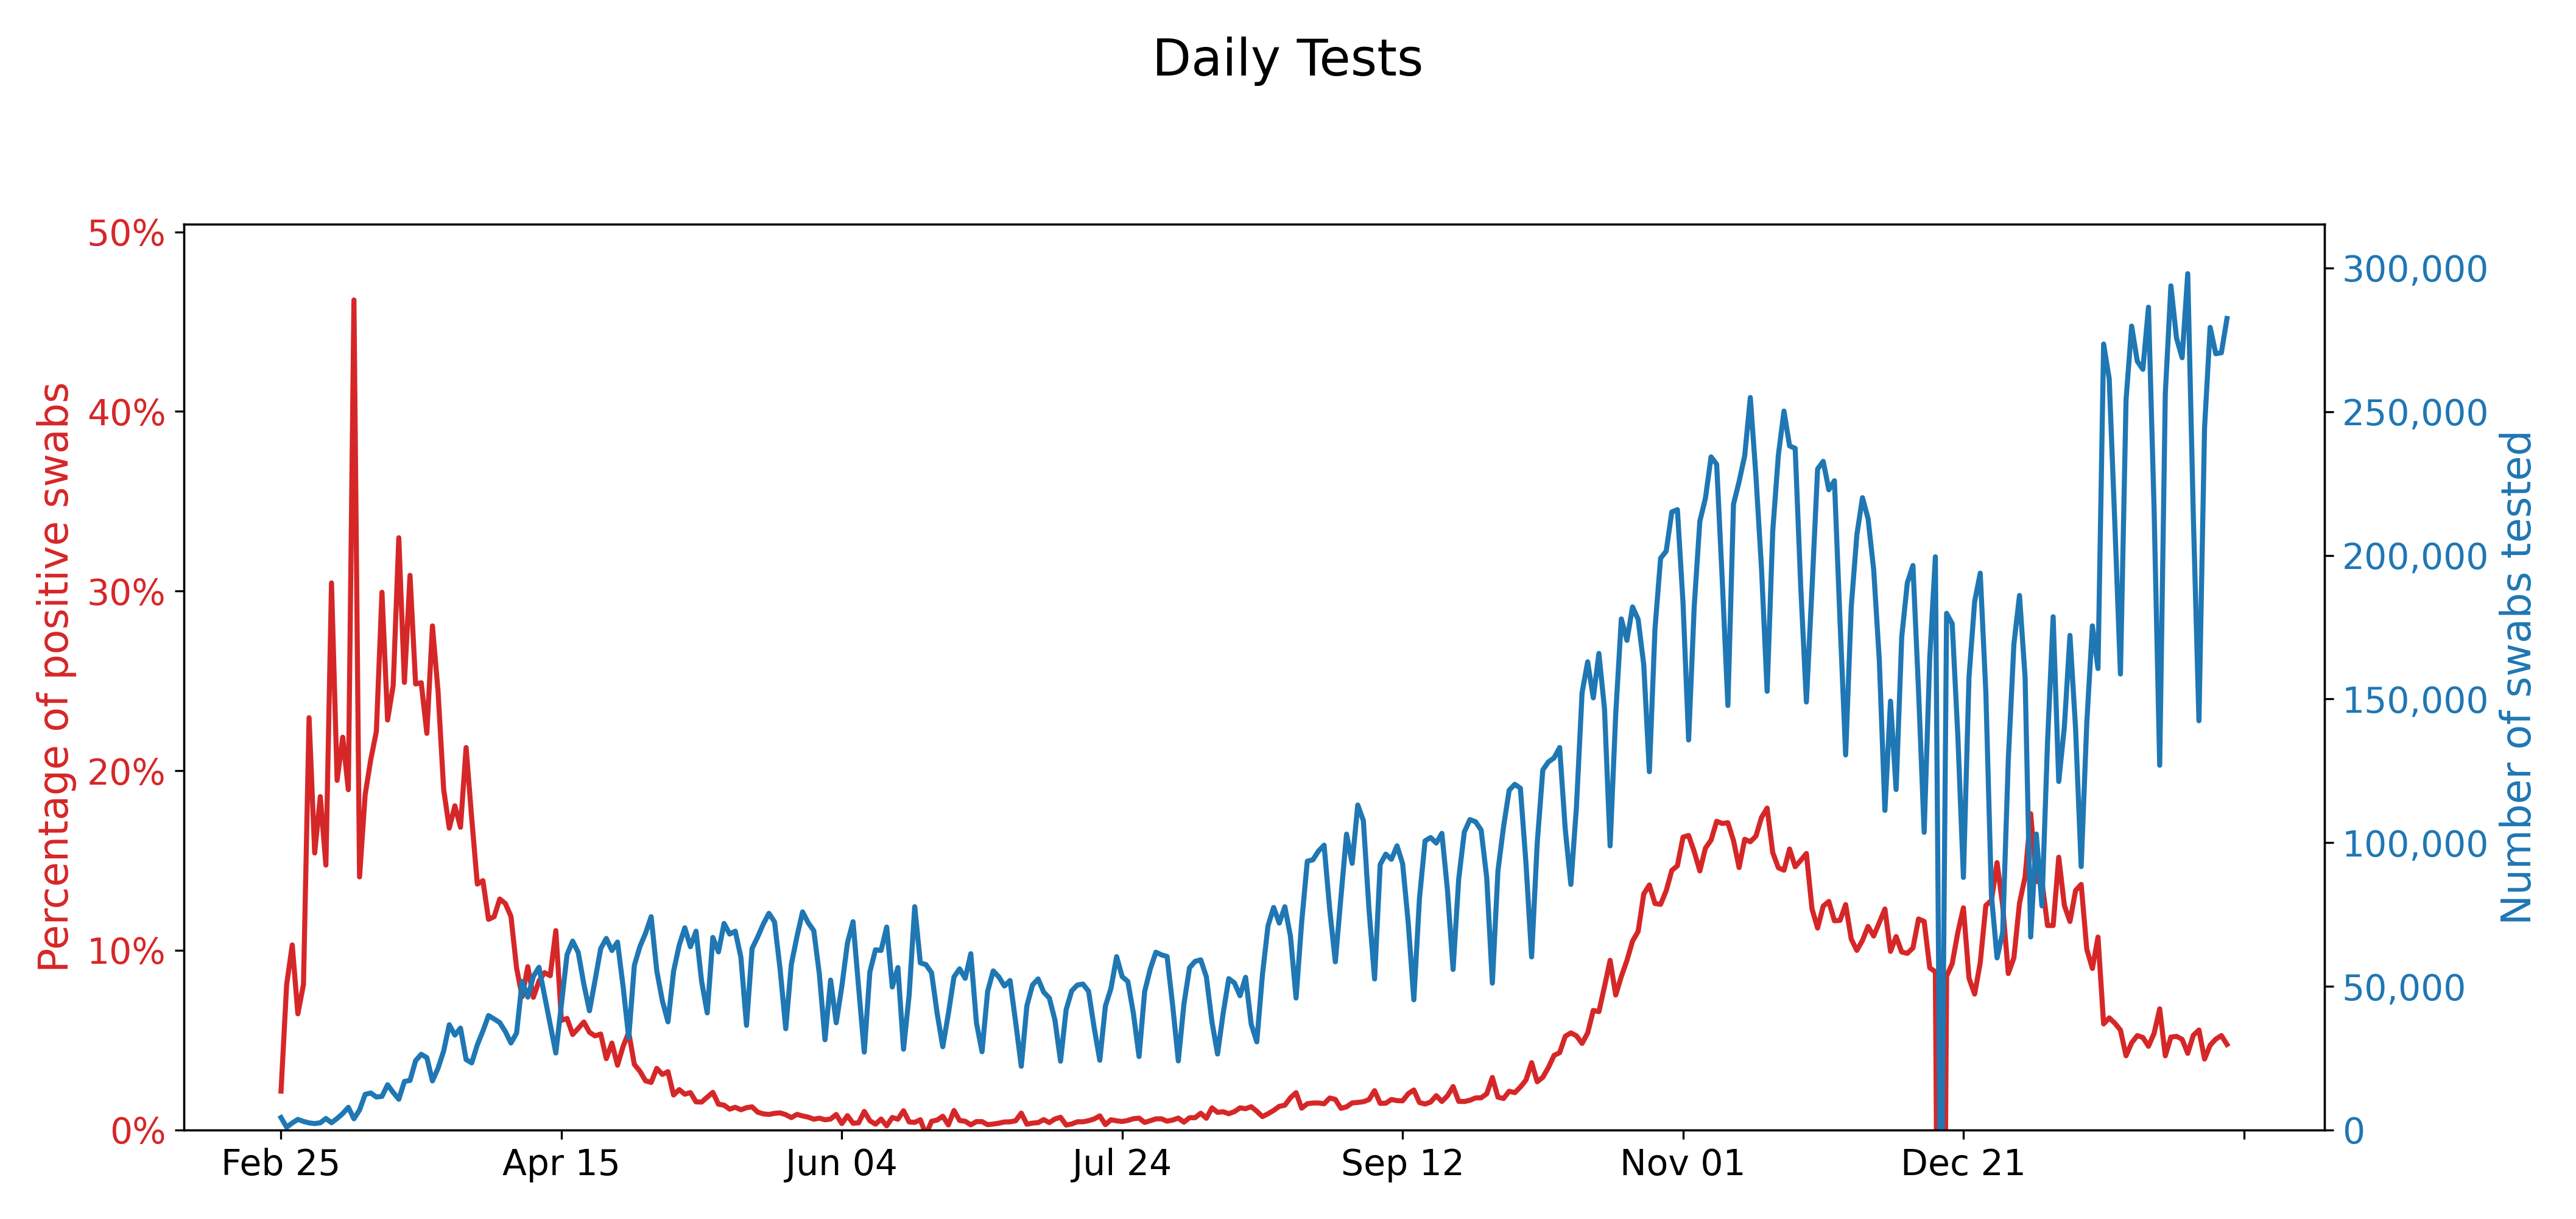 Daily Tests
Percentage of positive swabs
50%
40%
30%
20%
10%
0%
300,000
250,000
200,000
150,000
100,000
50,000
0
Number of swabs tested
Feb 25
Apr 15
Jun 04
Jul 24
Sep 12
Nov 01
Dec 21